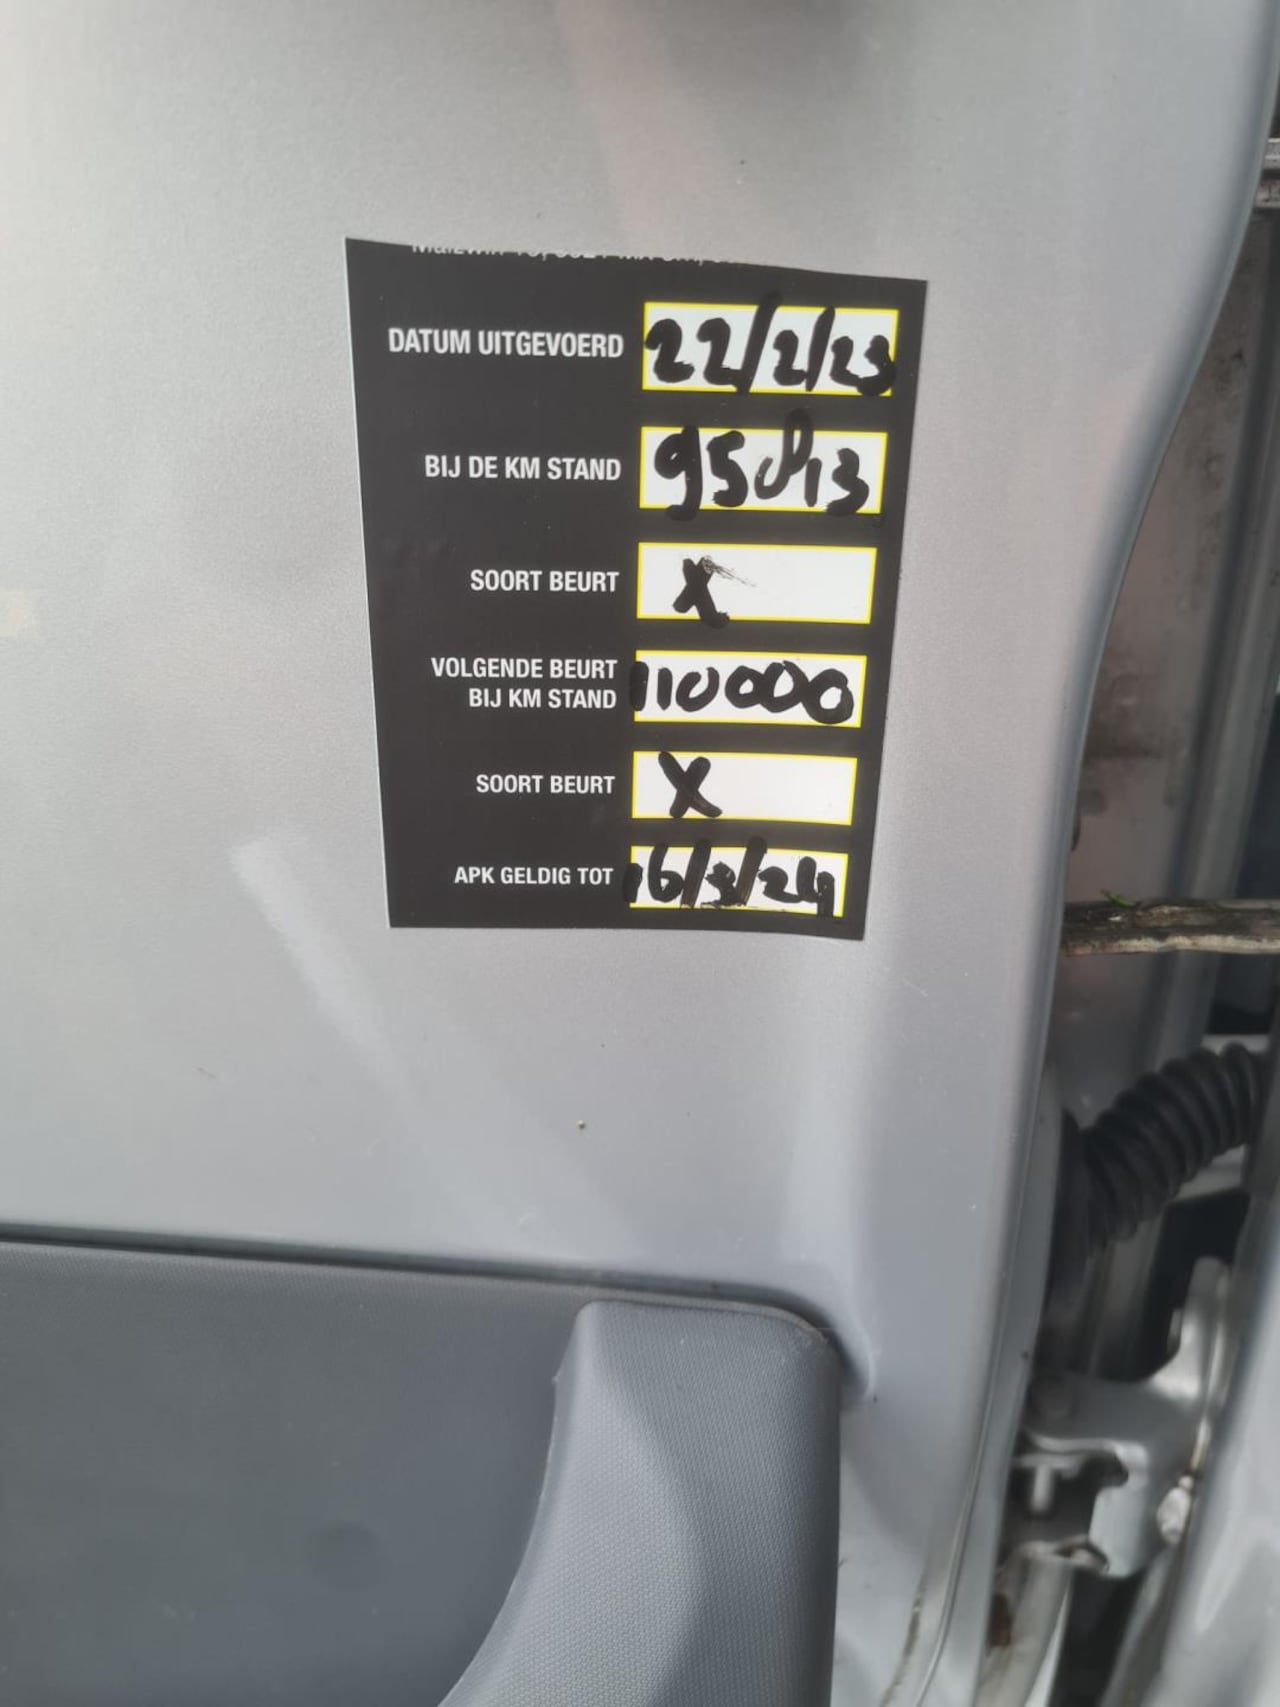 DATUM UITGEVOERD 22/2/23
BIJ DE KM STAND 95813
SOORT BEURT X
VOLGENDE BEURT
BIJ KM STAND 110000
SOORT BEURT X
APK GELDIG TOT 16/3/24